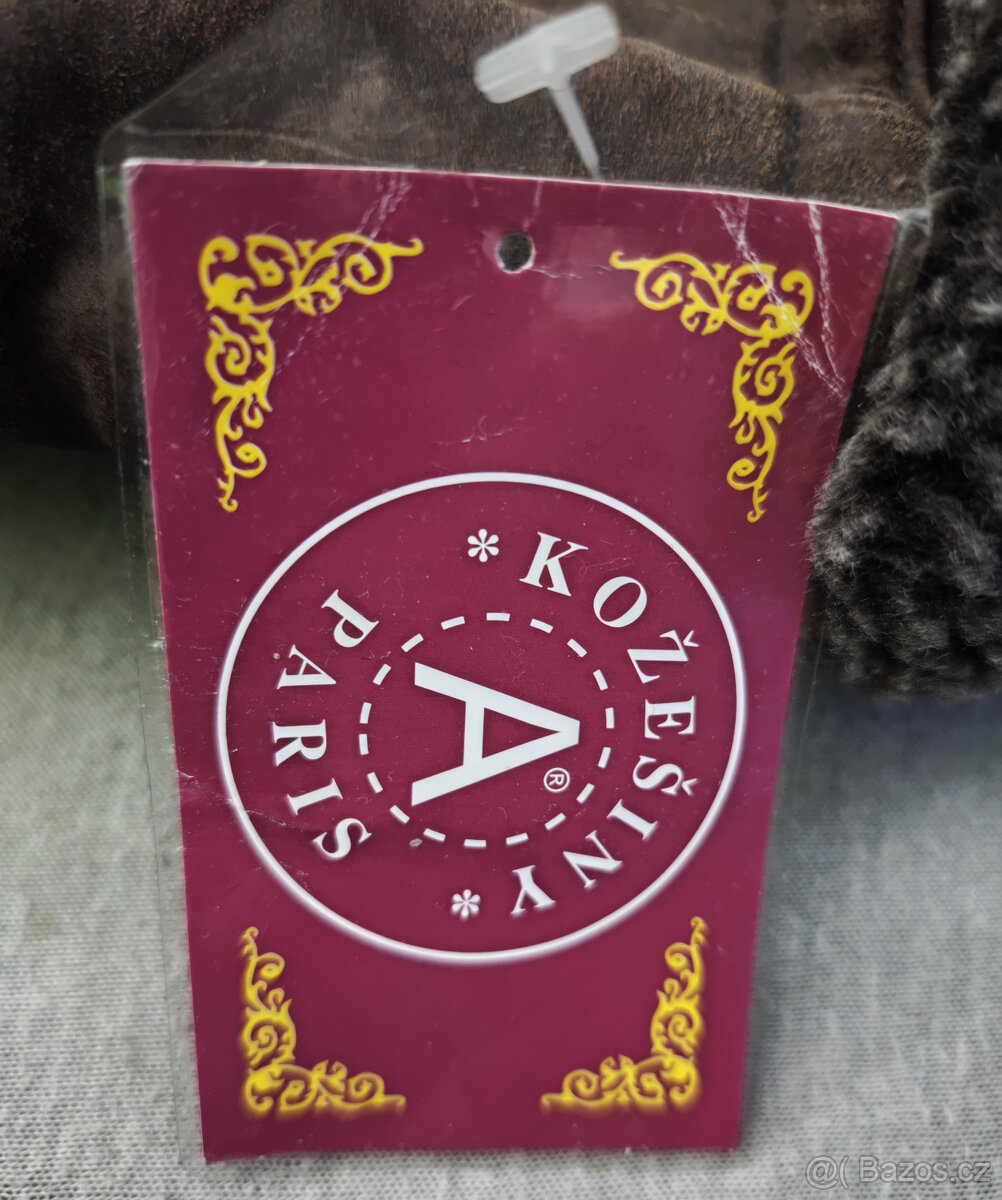 * KOŽEŠINY *
A®
PARIS
@( Bazos.cz